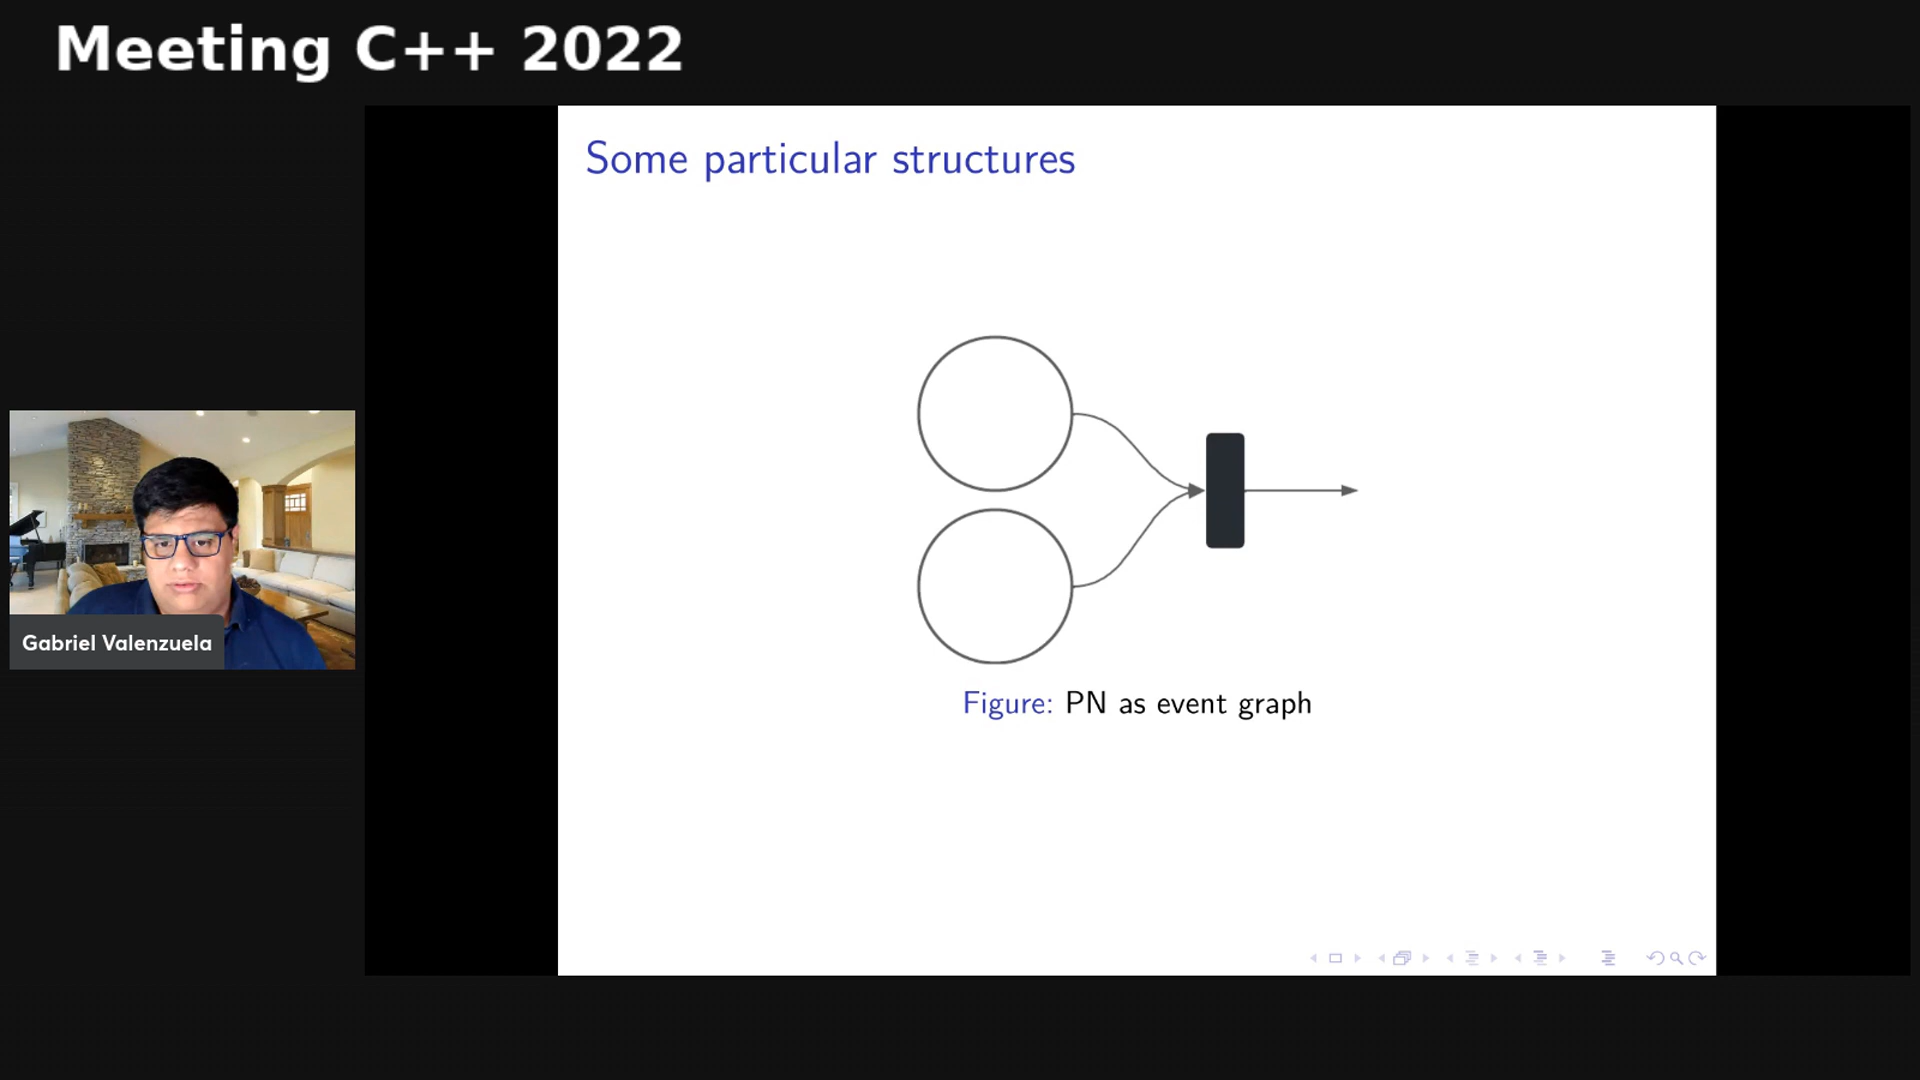 Meeting C++ 2022
Some particular structures
Figure: PN as event graph
Gabriel Valenzuela